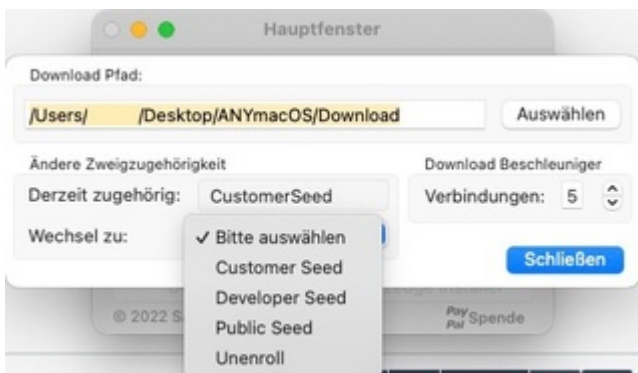 Hauptfenster
Download Pfad:
/Users/ /Desktop/ANYmacOS/Download
Auswählen
Ändere Zweigzugehörigkeit
Download Beschleuniger
Derzeit zugehörig: CustomerSeed
Verbindungen: 5
Wechsel zu:
✓ Bitte auswählen
Schließen
Customer Seed
Developer Seed
© 2022
PayPal Spende
Public Seed
Unenroll